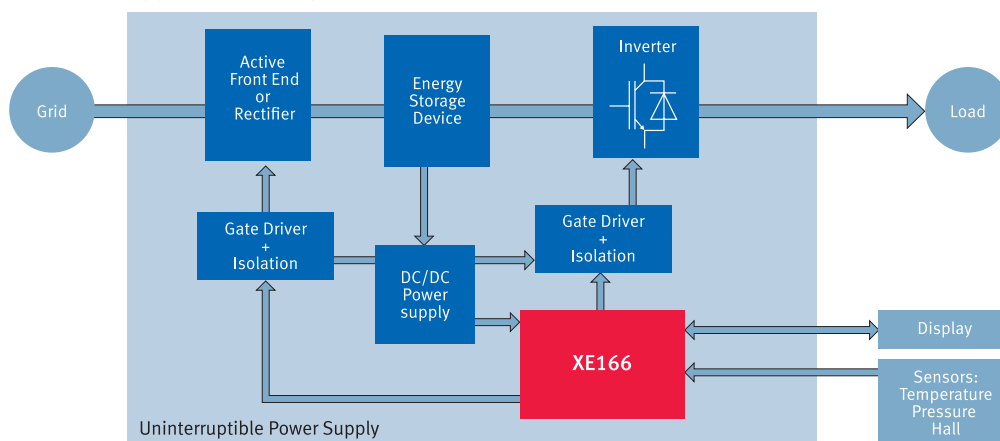 Grid
Active
Front End
or
Rectifier
Energy
Storage
Device
Inverter
Load
Gate Driver
+
Isolation
DC/DC
Power
supply
Gate Driver
+
Isolation
XE166
Display
Sensors:
Temperature
Pressure
Hall
Uninterruptible Power Supply